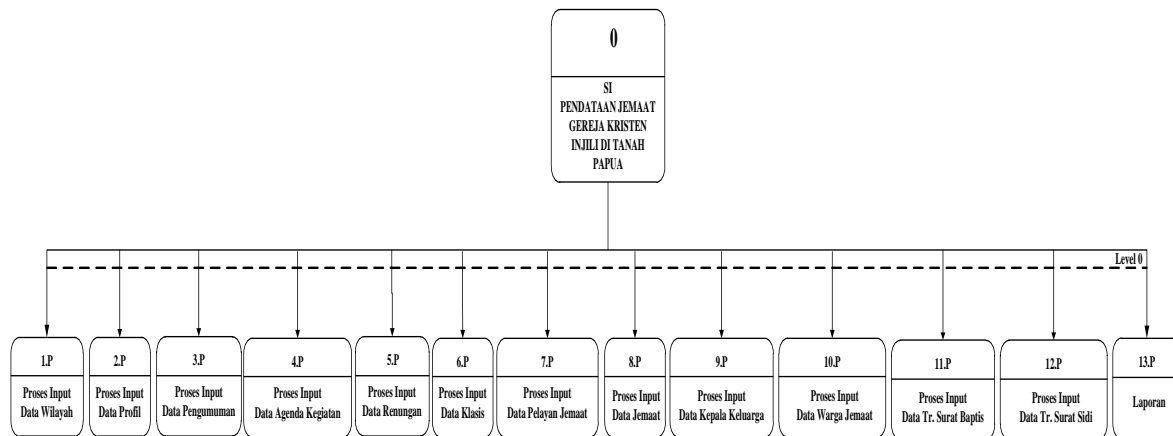 0
SI
PENDATAAN JEMAAT
GEREJA KRISTEN
INJILI DI TANAH
PAPUA
Level 0
1.P
Proses Input
Data Wilayah
2.P
Proses Input
Data Profil
3.P
Proses Input
Data Pengumuman
4.P
Proses Input
Data Agenda Kegiatan
5.P
Proses Input
Data Renungan
6.P
Proses Input
Data Klasis
7.P
Proses Input
Data Pelayan Jemaat
8.P
Proses Input
Data Jemaat
9.P
Proses Input
Data Kepala Keluarga
10.P
Proses Input
Data Warga Jemaat
11.P
Proses Input
Data Tr. Surat Baptis
12.P
Proses Input
Data Tr. Surat Sidi
13.P
Laporan